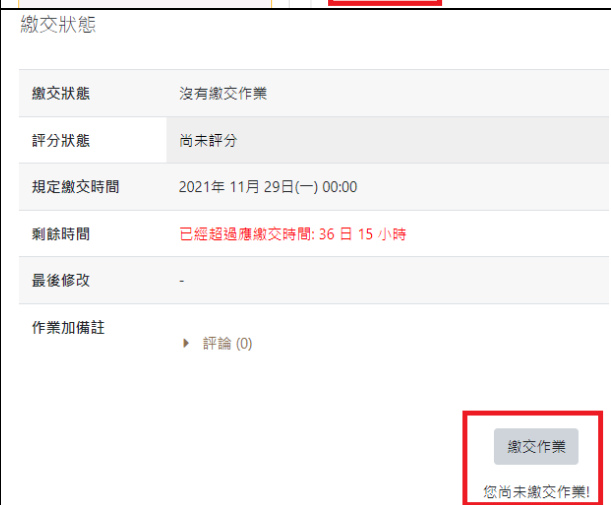 繳交狀態
繳交狀態 沒有繳交作業
評分狀態 尚未評分
規定繳交時間 2021年 11月 29日(一) 00:00
剩餘時間 已經超過應繳交時間: 36 日 15 小時
最後修改 -
作業加備註
評論 (0)
繳交作業
您尚未繳交作業!